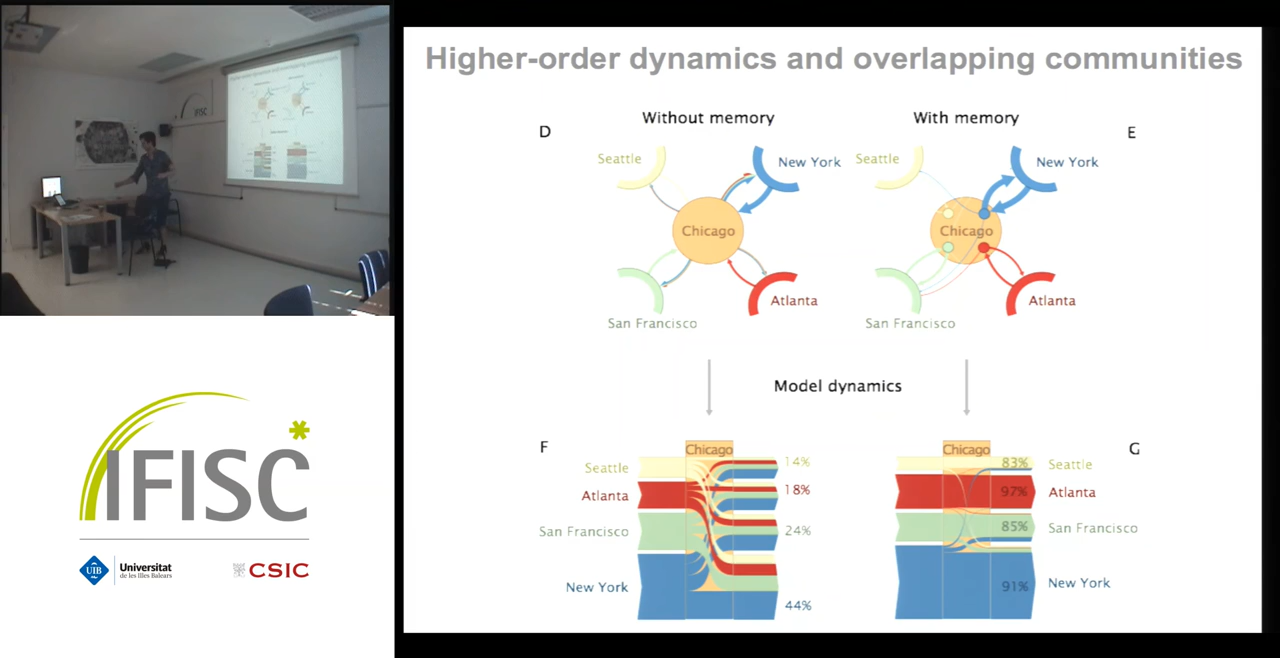 Higher-order dynamics and overlapping communities
D
Without memory
With memory
E
Seattle
New York
Seattle
New York
Chicago
Chicago
Atlanta
Atlanta
San Francisco
San Francisco
Model dynamics
F
Chicago
Chicago
G
Seattle
14%
83%
Seattle
Atlanta
18%
97%
Atlanta
San Francisco
24%
85%
San Francisco
New York
44%
91%
New York
IFISC
UIB
Universitat
de les Illes Balears
CSIC
IFISC